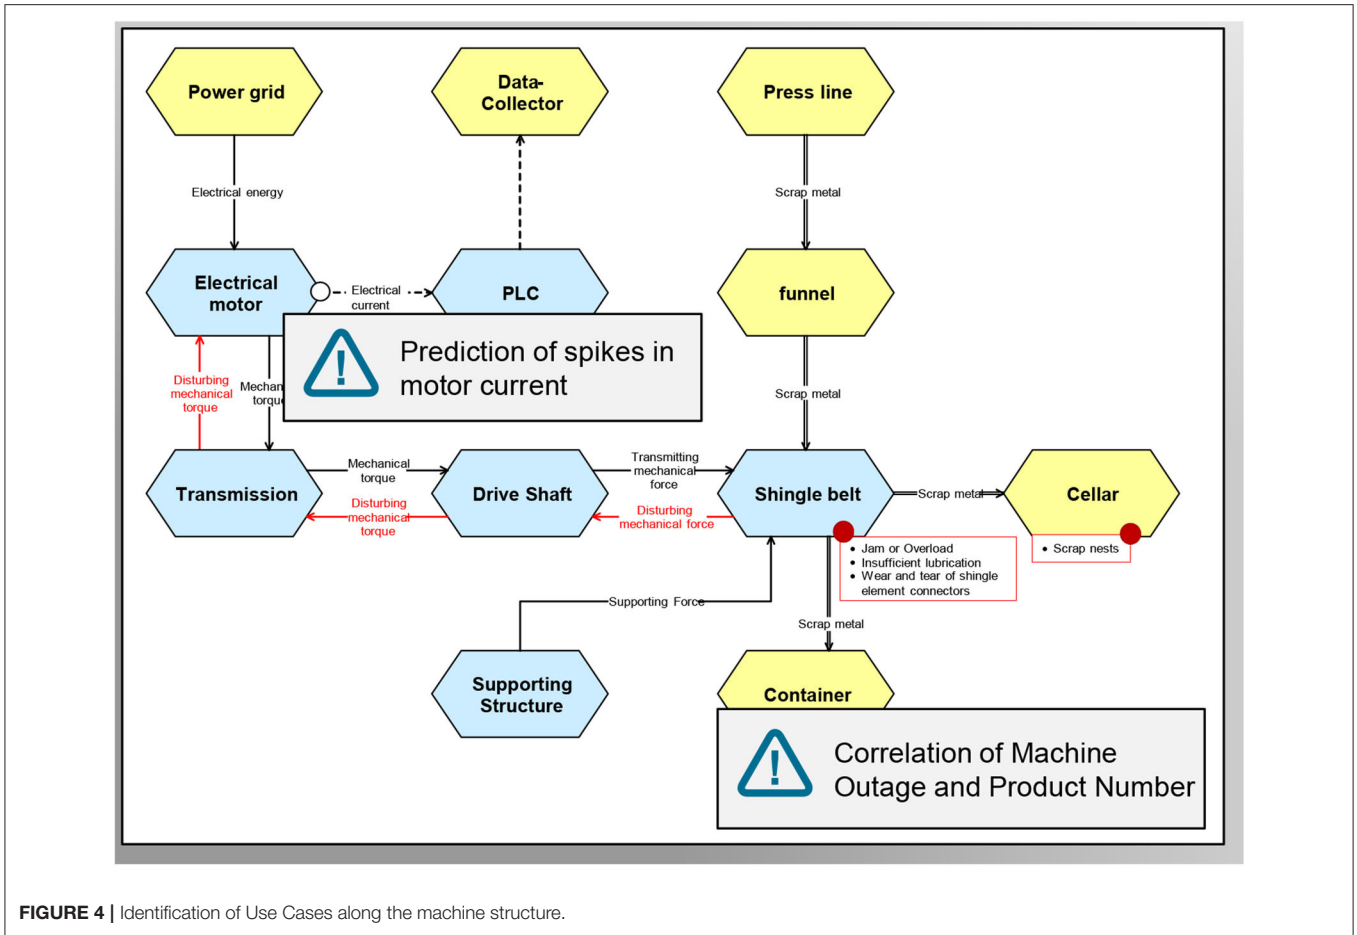 Power grid
Data-
Collector
Press line
Electrical energy
Scrap metal
Electrical
motor
Electrical
current
PLC
funnel
Prediction of spikes in
motor current
Disturbing
mechanical
torque
Scrap metal
Transmission
Mechanical
torque
Disturbing
mechanical
torque
Drive Shaft
Transmitting
mechanical
force
Disturbing
mechanical force
Shingle belt
Scrap metal
Cellar
• Jam or Overload
• Insufficient lubrication
• Wear and tear of shingle
element connectors
• Scrap nests
Supporting Force
Scrap metal
Supporting
Structure
Container
Correlation of Machine
Outage and Product Number
FIGURE 4 | Identification of Use Cases along the machine structure.